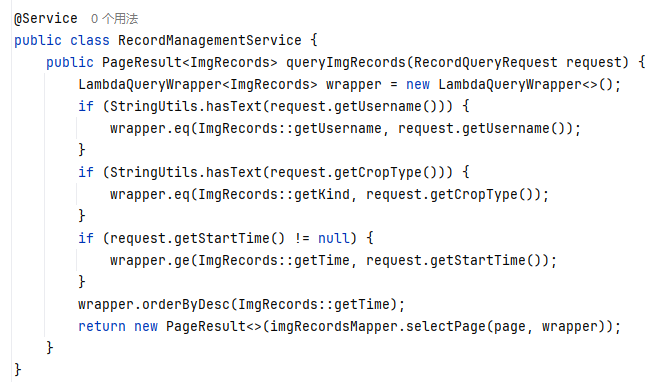 @Service 0 个用法
public class RecordManagementService {
    public PageResult<ImgRecords> queryImgRecords(RecordQueryRequest request) {
        LambdaQueryWrapper<ImgRecords> wrapper = new LambdaQueryWrapper<>();
        if (StringUtils.hasText(request.getUsername())) {
            wrapper.eq(ImgRecords::getUsername, request.getUsername());
        }
        if (StringUtils.hasText(request.getCropType())) {
            wrapper.eq(ImgRecords::getKind, request.getCropType());
        }
        if (request.getStartTime() != null) {
            wrapper.ge(ImgRecords::getTime, request.getStartTime());
        }
        wrapper.orderByDesc(ImgRecords::getTime);
        return new PageResult<>(imgRecordsMapper.selectPage(page, wrapper));
    }
}